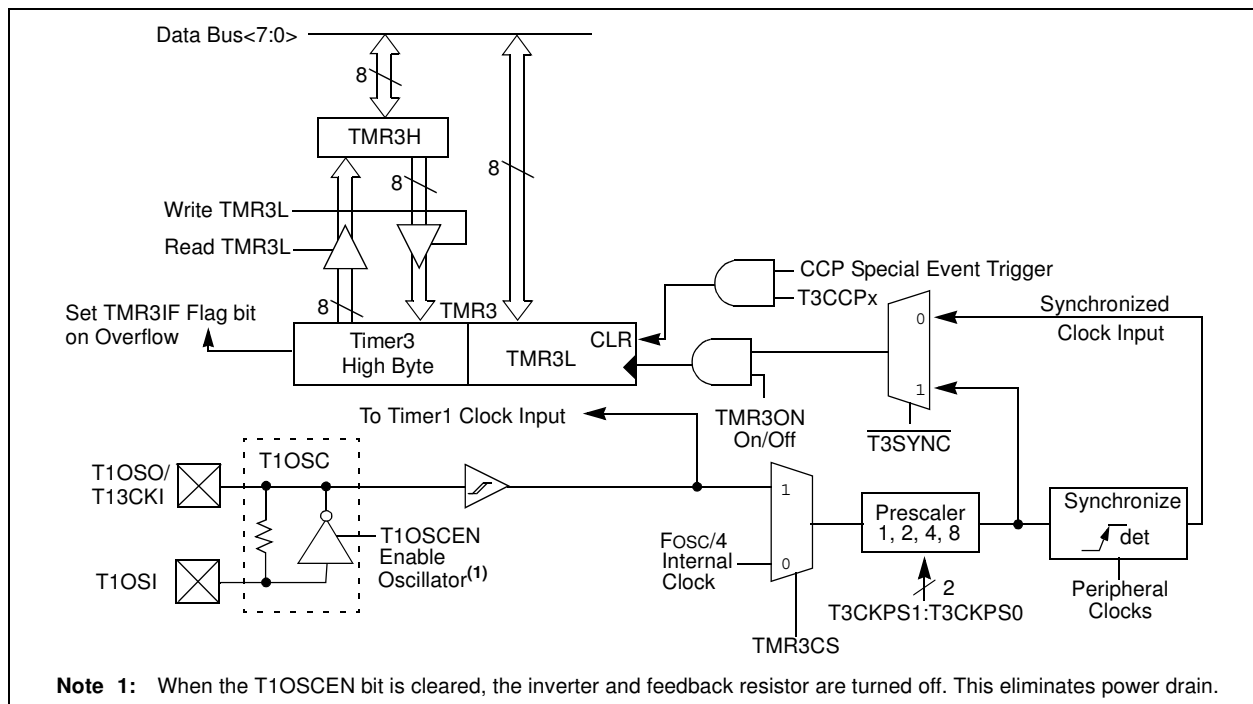 Data Bus<7:0>
8
TMR3H
8
8
Write TMR3L
Read TMR3L
8
TMR3
CCP Special Event Trigger
T3CCPx
Set TMR3IF Flag bit
on Overflow
Timer3
High Byte
TMR3L
CLR
0
1
Synchronized
Clock Input
TMR3ON
On/Off
T3SYNC
To Timer1 Clock Input
T1OSC
T1OSO/
T13CKI
T1OSI
T1OSCEN
Enable
Oscillator(1)
FOSC/4
Internal
Clock
1
0
Prescaler
1, 2, 4, 8
Synchronize
det
2
T3CKPS1:T3CKPS0
Peripheral
Clocks
TMR3CS
Note 1: When the T1OSCEN bit is cleared, the inverter and feedback resistor are turned off. This eliminates power drain.